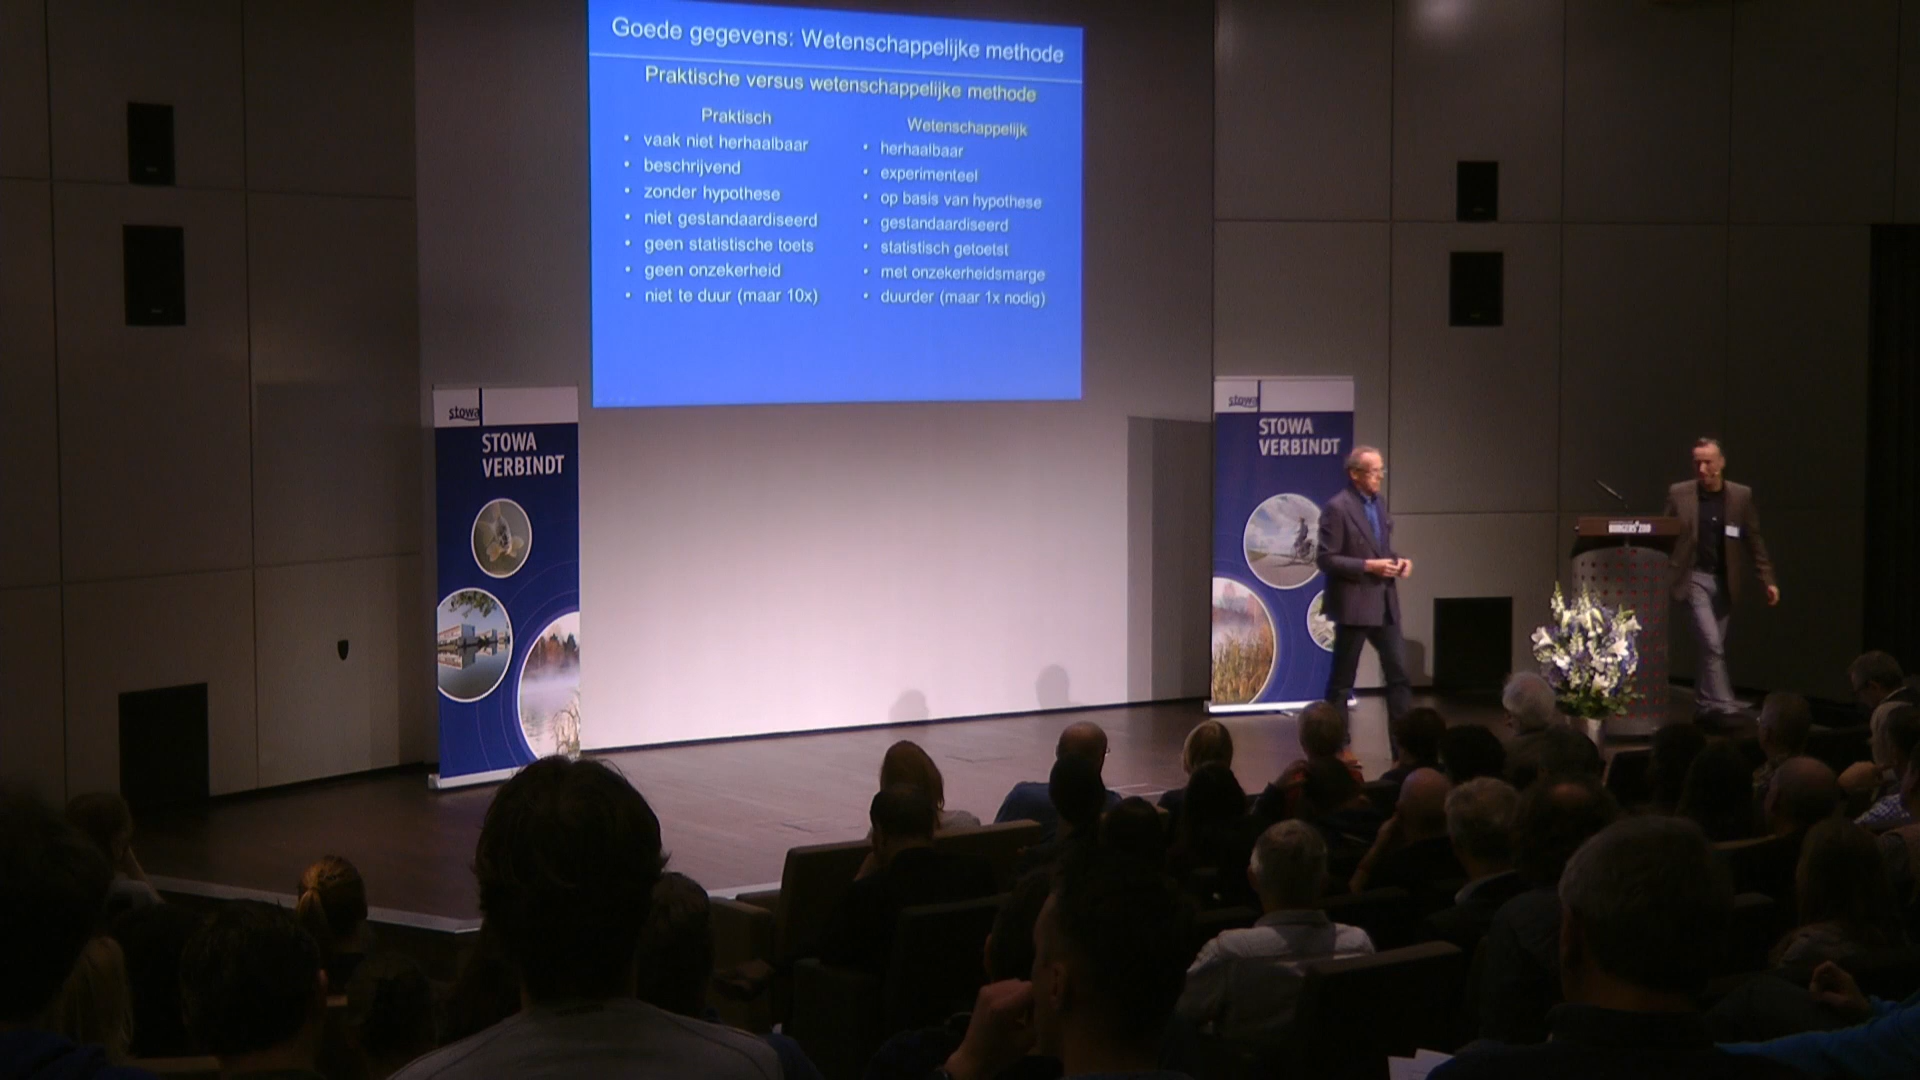 Goede gegevens: Wetenschappelijke methode
Praktische versus wetenschappelijke methode
Praktisch
• vaak niet herhaalbaar
• beschrijvend
• zonder hypothese
• niet gestandaardiseerd
• geen statistische toets
• geen onzekerheid
• niet te duur (maar 10x)
Wetenschappelijk
• herhaalbaar
• experimenteel
• op basis van hypothese
• gestandaardiseerd
• statistisch getoetst
• met onzekerheidsmarge
• duurder (maar 1x nodig)
stowa
STOWA
VERBINDT
stowa
STOWA
VERBINDT
BURGERS' ZOO